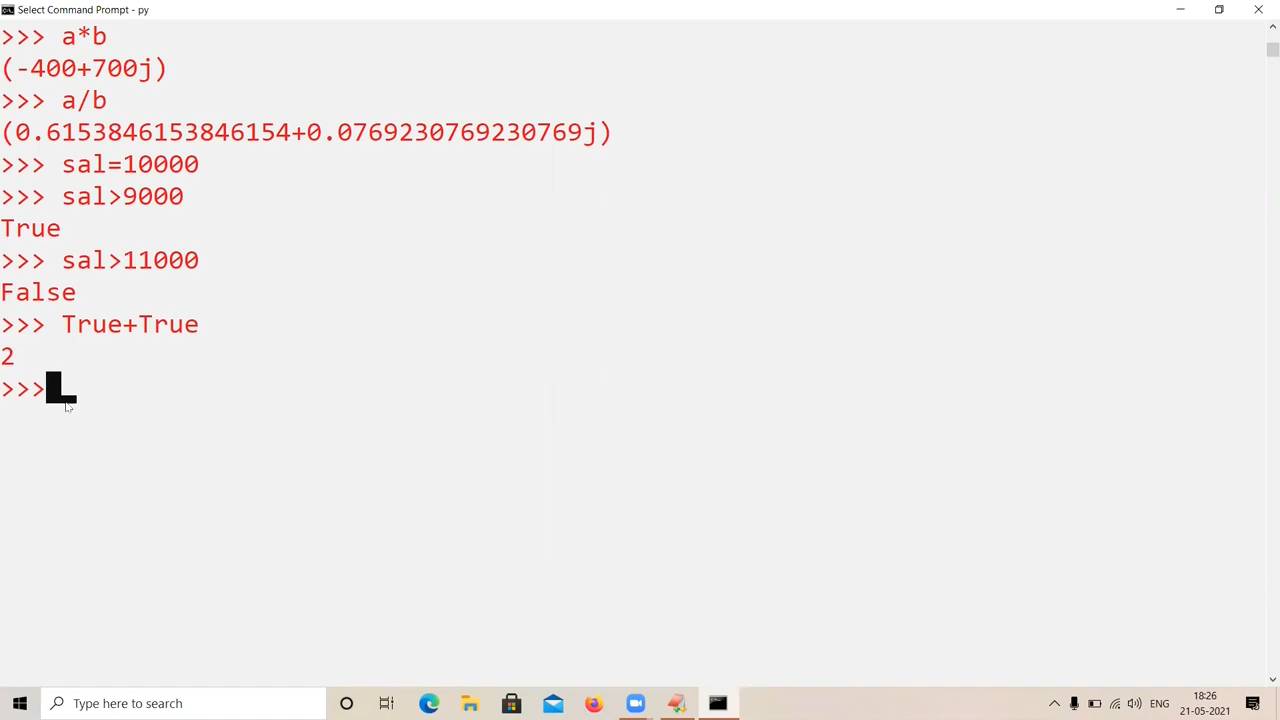 Select Command Prompt - py
>>> a*b
(-400+700j)
>>> a/b
(0.6153846153846154+0.0769230769230769j)
>>> sal=10000
>>> sal>9000
True
>>> sal>11000
False
>>> True+True
2
>>>
Type here to search
ENG
18:26
21-05-2021